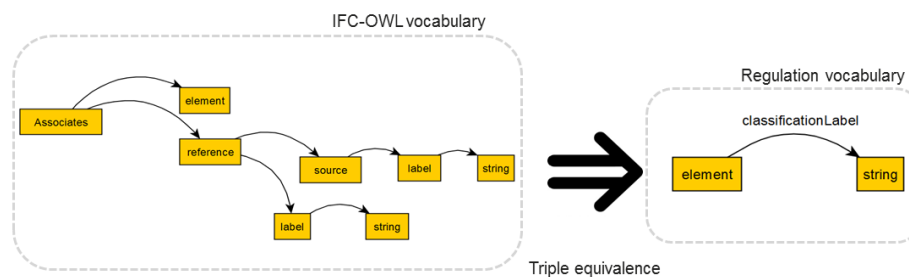 IFC-OWL vocabulary
element
Associates
reference
source
label
string
label
string
Triple equivalence
Regulation vocabulary
classificationLabel
element
string